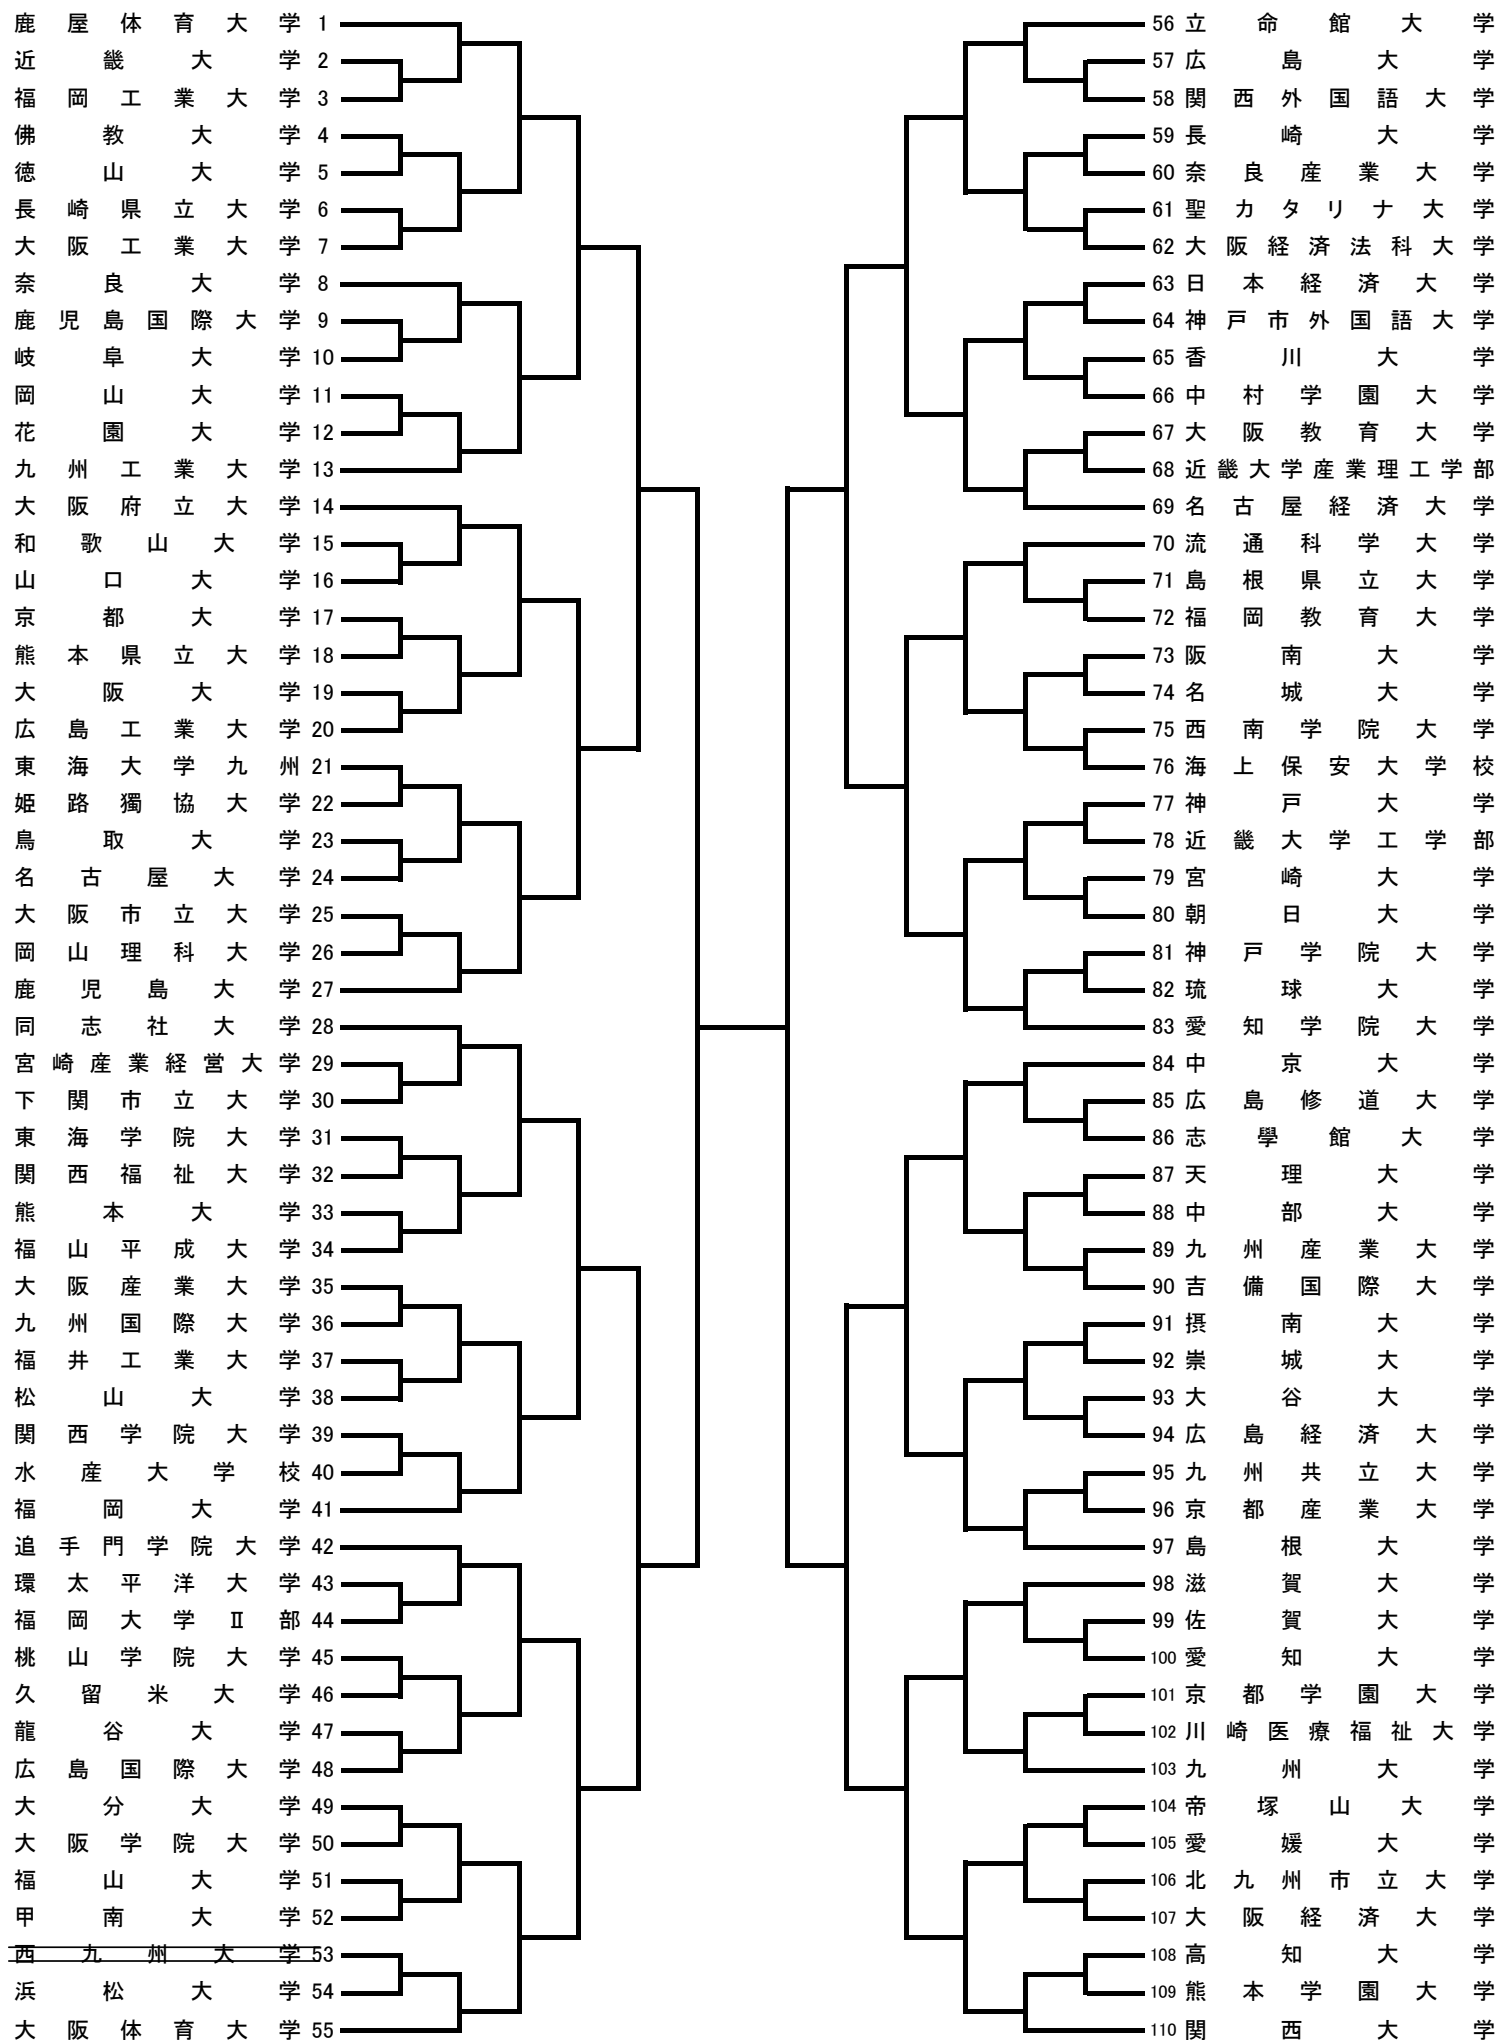 鹿屋体育大学 1
近畿大学 2
福岡工業大学 3
佛教大学 4
徳山大学 5
長崎県立大学 6
大阪工業大学 7
奈良大学 8
鹿児島国際大学 9
岐阜大学 10
岡山大学 11
花園大学 12
九州工業大学 13
大阪府立大学 14
和歌山大学 15
山口大学 16
京都大学 17
熊本県立大学 18
大阪大学 19
広島工業大学 20
東海大学九州 21
姫路獨協大学 22
鳥取大学 23
名古屋大学 24
大阪市立大学 25
岡山理科大学 26
鹿児島大学 27
同志社大学 28
宮崎産業経営大学 29
下関市立大学 30
東海学院大学 31
関西福祉大学 32
熊本大学 33
福山平成大学 34
大阪産業大学 35
九州国際大学 36
福井工業大学 37
松山大学 38
関西学院大学 39
水産大学校 40
福岡大学 41
追手門学院大学 42
環太平洋大学 43
福岡大学Ⅱ部 44
桃山学院大学 45
久留米大学 46
龍谷大学 47
広島国際大学 48
大分大学 49
大阪学院大学 50
福山大学 51
甲南大学 52
西九州大学 53
浜松大学 54
大阪体育大学 55
56 立命館大学
57 広島大学
58 関西外国語大学
59 長崎大学
60 奈良産業大学
61 聖カタリナ大学
62 大阪経済法科大学
63 日本経済大学
64 神戸市外国語大学
65 香川大学
66 中村学園大学
67 大阪教育大学
68 近畿大学産業理工学部
69 名古屋経済大学
70 流通科学大学
71 島根県立大学
72 福岡教育大学
73 阪南大学
74 名城大学
75 西南学院大学
76 海上保安大学校
77 神戸大学
78 近畿大学工学部
79 宮崎大学
80 朝日大学
81 神戸学院大学
82 琉球大学
83 愛知学院大学
84 中京大学
85 広島修道大学
86 志學館大学
87 天理大学
88 中部大学
89 九州産業大学
90 吉備国際大学
91 摂南大学
92 崇城大学
93 大谷大学
94 広島経済大学
95 九州共立大学
96 京都産業大学
97 島根大学
98 滋賀大学
99 佐賀大学
100 愛知大学
101 京都学園大学
102 川崎医療福祉大学
103 九州大学
104 帝塚山大学
105 愛媛大学
106 北九州市立大学
107 大阪経済大学
108 高知大学
109 熊本学園大学
110 関西大学